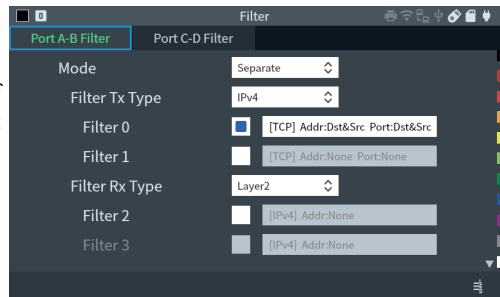 0 Filter
Port A-B Filter Port C-D Filter
Mode Separate
Filter Tx Type IPv4
Filter 0 [TCP] Addr:Dst&Src Port:Dst&Src
Filter 1 [TCP] Addr:None Port:None
Filter Rx Type Layer2
Filter 2 [IPv4] Addr:None
Filter 3 [IPv4] Addr:None